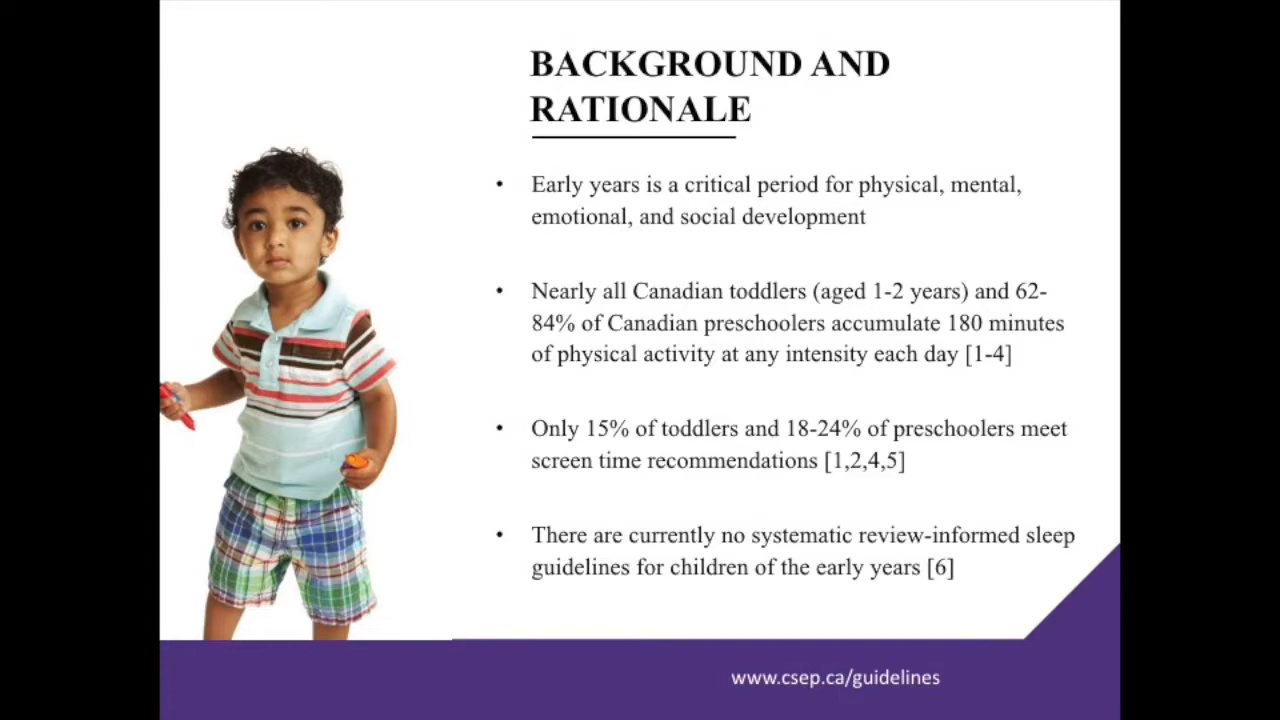 BACKGROUND AND
RATIONALE
• Early years is a critical period for physical, mental,
emotional, and social development
• Nearly all Canadian toddlers (aged 1-2 years) and 62-
84% of Canadian preschoolers accumulate 180 minutes
of physical activity at any intensity each day [1-4]
• Only 15% of toddlers and 18-24% of preschoolers meet
screen time recommendations [1,2,4,5]
• There are currently no systematic review-informed sleep
guidelines for children of the early years [6]
www.csep.ca/guidelines